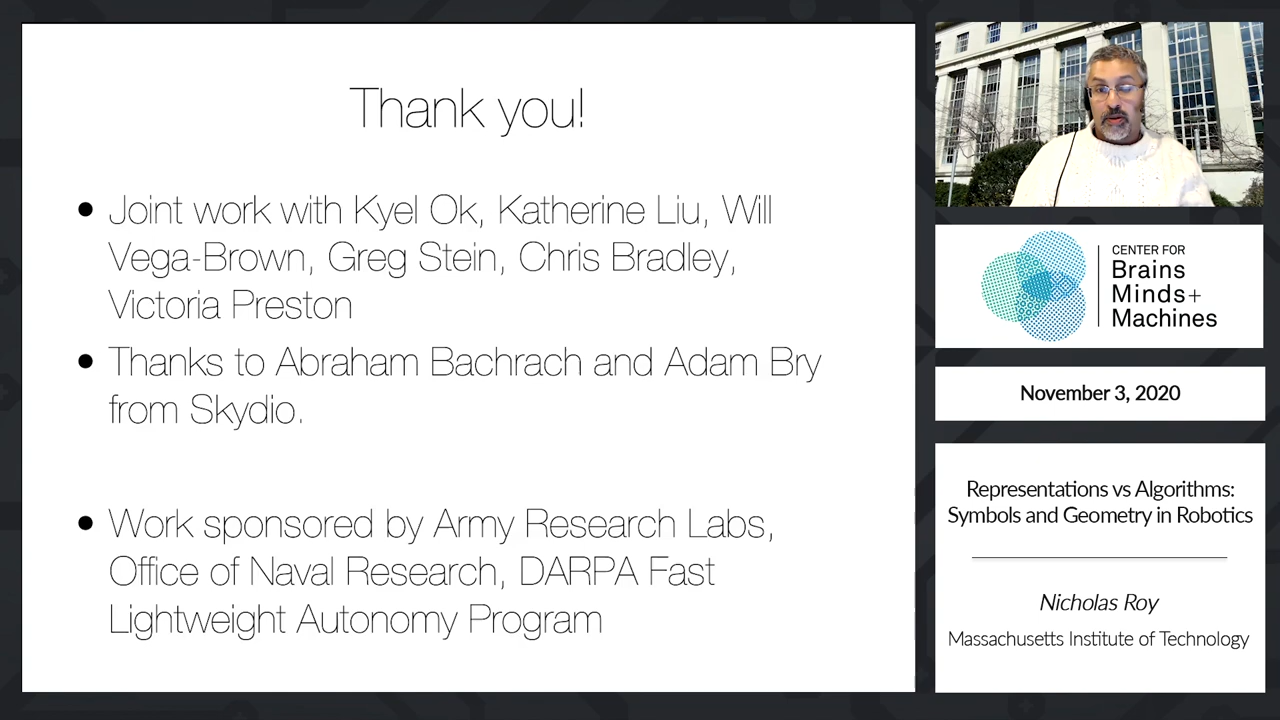 Thank you!
• Joint work with Kyel Ok, Katherine Liu, Will
Vega-Brown, Greg Stein, Chris Bradley,
Victoria Preston
• Thanks to Abraham Bachrach and Adam Bry
from Skydio.
• Work sponsored by Army Research Labs,
Office of Naval Research, DARPA Fast
Lightweight Autonomy Program
CENTER FOR
Brains
Minds+
Machines
November 3, 2020
Representations vs Algorithms:
Symbols and Geometry in Robotics
Nicholas Roy
Massachusetts Institute of Technology